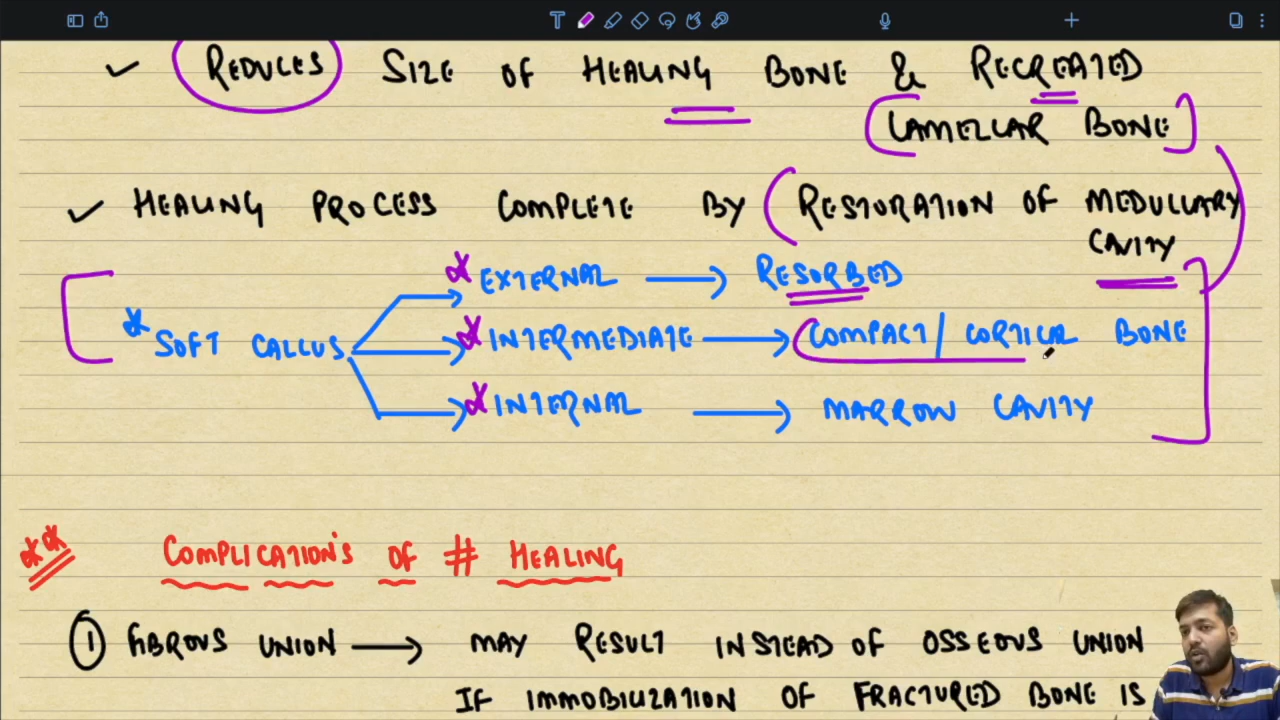 ✓ REDUCES SIZE OF HEALING BONE & RECREATED
[LAMELLAR BONE]
✓ HEALING PROCESS COMPLETE BY (RESTORATION OF MEDULLARY
CAVITY
* EXTERNAL → RESORBED
* SOFT CALLUS * INTERMEDIATE → COMPACT / CORTICAL BONE
* INTERNAL → MARROW CAVITY
** COMPLICATION'S OF # HEALING
① FIBROUS UNION → MAY RESULT INSTEAD OF OSSEOUS UNION
IF IMMOBILIZATION OF FRACTURED BONE IS